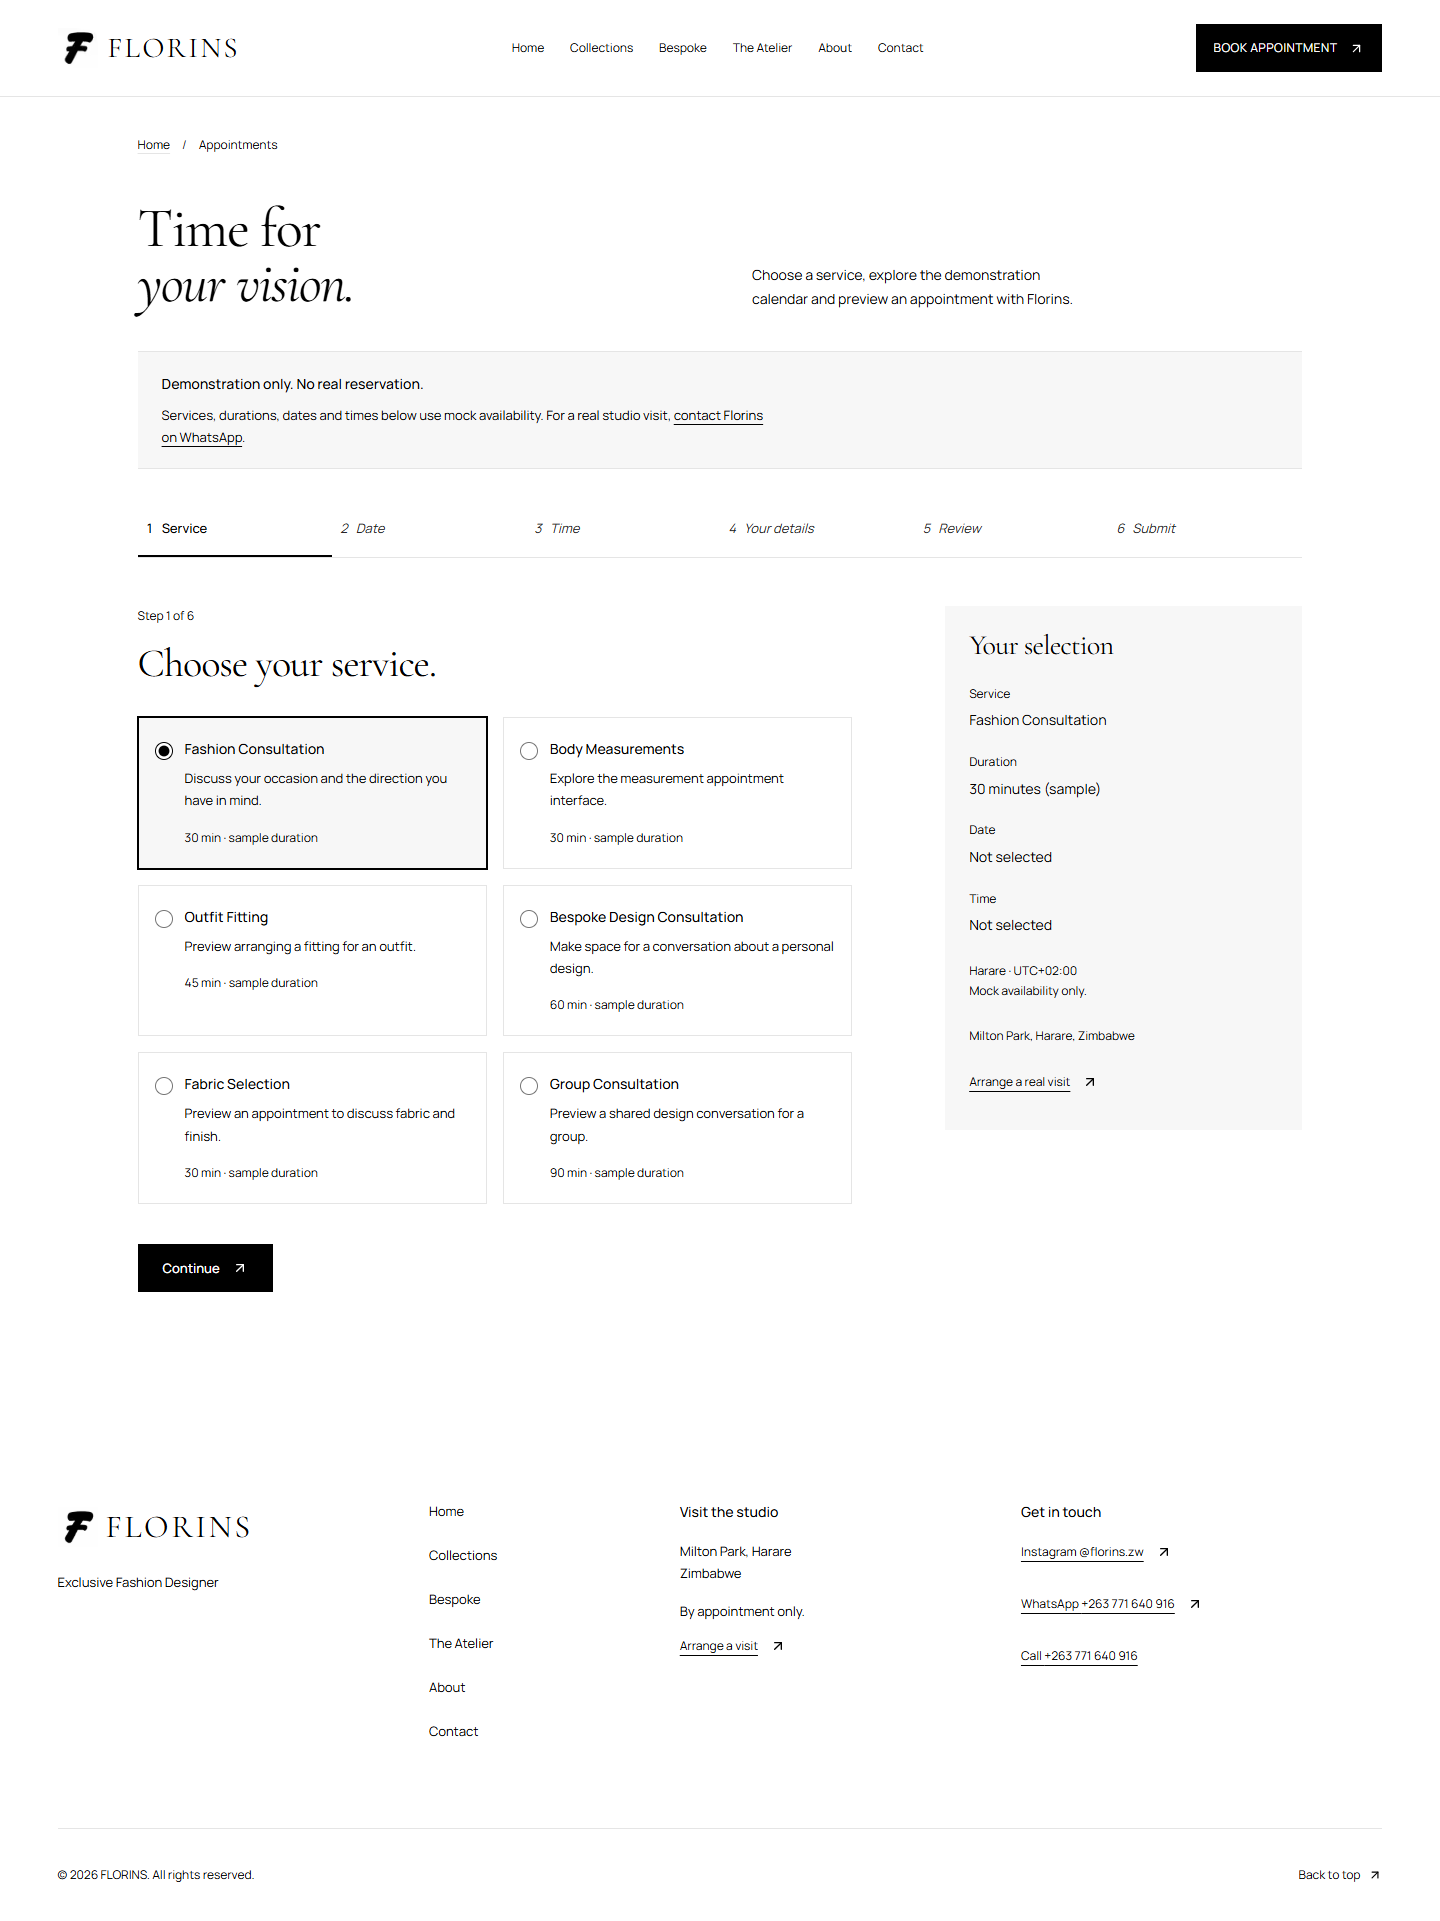 FLORINS
Home
Collections
Bespoke
The Atelier
About
Contact
BOOK APPOINTMENT
Home / Appointments
Time for
your vision.
Choose a service, explore the demonstration
calendar and preview an appointment with Florins.
Demonstration only. No real reservation.
Services, durations, dates and times below use mock availability. For a real studio visit, contact Florins
on WhatsApp.
1 Service
2 Date
3 Time
4 Your details
5 Review
6 Submit
Step 1 of 6
Choose your service.
Fashion Consultation
Discuss your occasion and the direction you
have in mind.
30 min · sample duration
Body Measurements
Explore the measurement appointment
interface.
30 min · sample duration
Outfit Fitting
Preview arranging a fitting for an outfit.
45 min · sample duration
Bespoke Design Consultation
Make space for a conversation about a personal
design.
60 min · sample duration
Fabric Selection
Preview an appointment to discuss fabric and
finish.
30 min · sample duration
Group Consultation
Preview a shared design conversation for a
group.
90 min · sample duration
Continue
Your selection
Service
Fashion Consultation
Duration
30 minutes (sample)
Date
Not selected
Time
Not selected
Harare · UTC+02:00
Mock availability only.
Milton Park, Harare, Zimbabwe
Arrange a real visit
FLORINS
Exclusive Fashion Designer
Home
Collections
Bespoke
The Atelier
About
Contact
Visit the studio
Milton Park, Harare
Zimbabwe
By appointment only.
Arrange a visit
Get in touch
Instagram @florins.zw
WhatsApp +263 771 640 916
Call +263 771 640 916
© 2026 FLORINS. All rights reserved.
Back to top